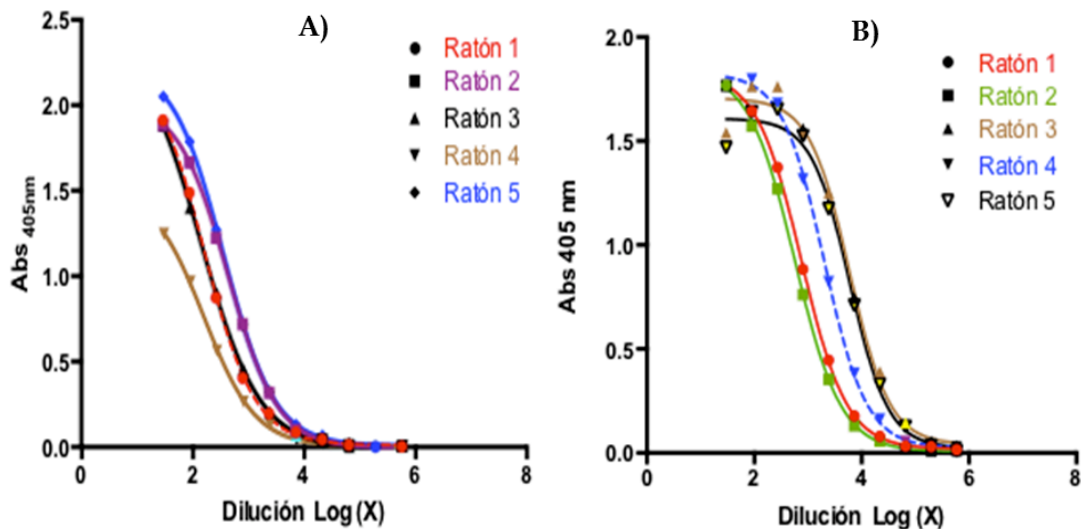 A)
Abs 405nm
2.5
2.0
1.5
1.0
0.5
0.0
0
2
4
6
8
Dilución Log (X)
Ratón 1
Ratón 2
Ratón 3
Ratón 4
Ratón 5
B)
Abs 405 nm
2.0
1.5
1.0
0.5
0.0
0
2
4
6
8
Dilución Log (X)
Ratón 1
Ratón 2
Ratón 3
Ratón 4
Ratón 5